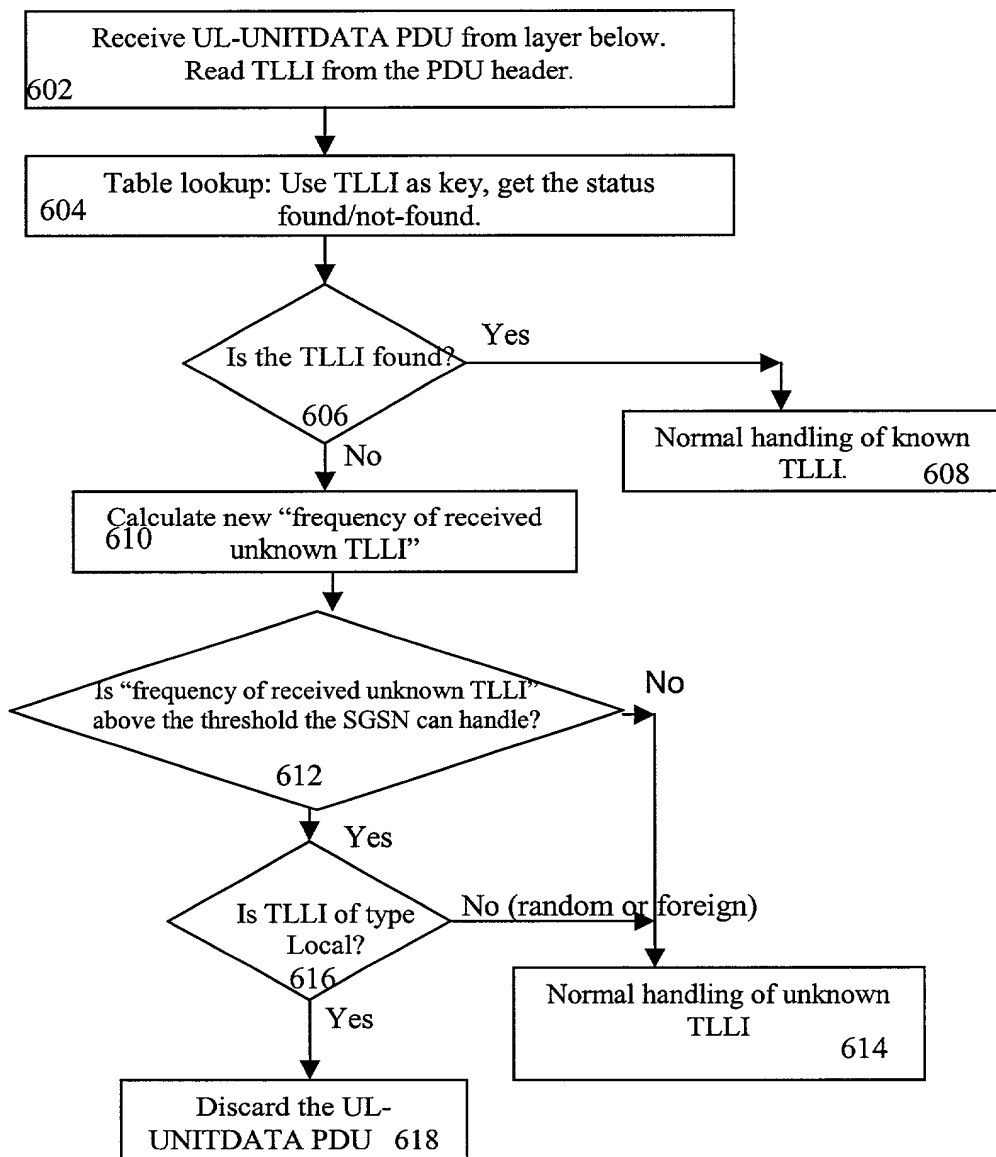 Receive UL-UNITDATA PDU from layer below.
Read TLLI from the PDU header.
602
Table lookup: Use TLLI as key, get the status
604
found/not-found.
Yes
Is the TLLI found?
606
No
Normal handling of known
TLLI.
608
Calculate new “frequency of received
610
unknown TLLI”
No
Is “frequency of received unknown TLLI”
above the threshold the SGSN can handle?
612
Yes
No (random or foreign)
Is TLLI of type
Local?
616
Yes
Normal handling of unknown
TLLI
614
Discard the UL-
UNITDATA PDU 618